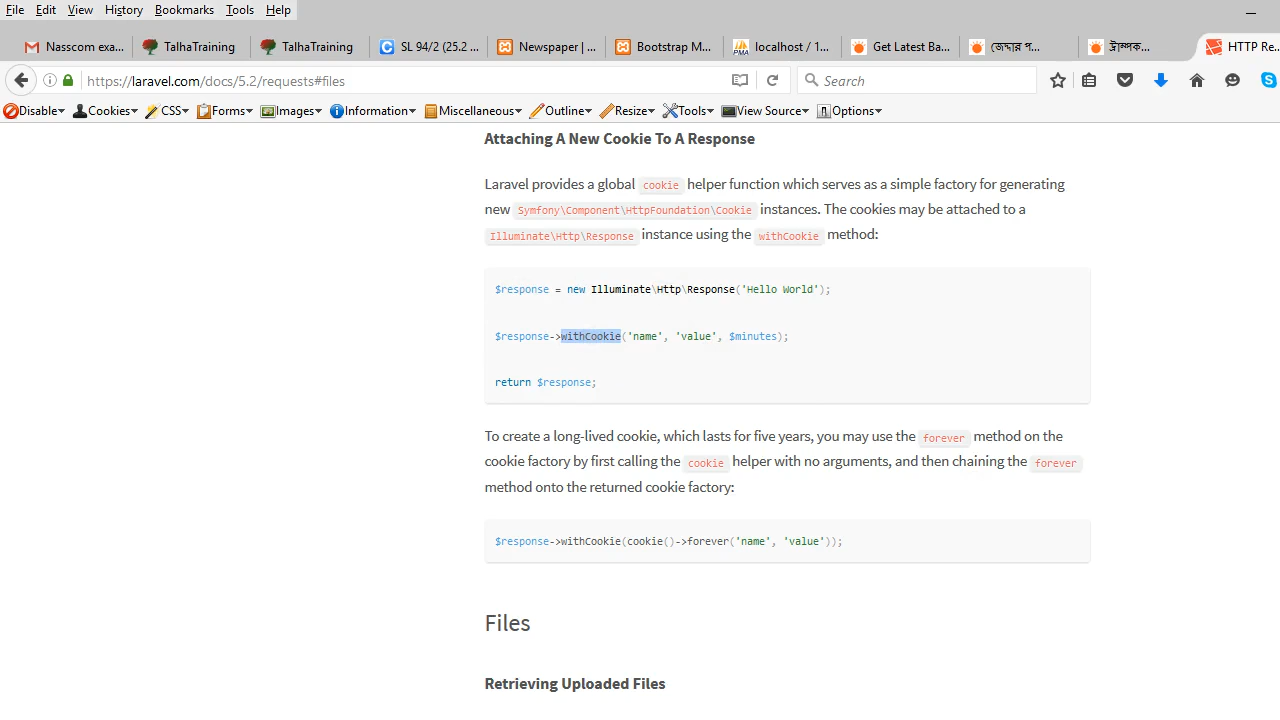 File Edit View History Bookmarks Tools Help
Nasscom exa... TalhaTraining TalhaTraining SL 94/2 (25.2 ... Newspaper | ... Bootstrap M... PMA localhost / 1... Get Latest Ba... জেদ্দার প... ট্রাম্পক... HTTP Re...
https://laravel.com/docs/5.2/requests#files Search
Disable Cookies CSS Forms Images Information Miscellaneous Outline Resize Tools View Source Options
Attaching A New Cookie To A Response
Laravel provides a global cookie helper function which serves as a simple factory for generating
new Symfony\Component\HttpFoundation\Cookie instances. The cookies may be attached to a
Illuminate\Http\Response instance using the withCookie method:
$response = new Illuminate\Http\Response('Hello World');
$response->withCookie('name', 'value', $minutes);
return $response;
To create a long-lived cookie, which lasts for five years, you may use the forever method on the
cookie factory by first calling the cookie helper with no arguments, and then chaining the forever
method onto the returned cookie factory:
$response->withCookie(cookie()->forever('name', 'value'));
Files
Retrieving Uploaded Files